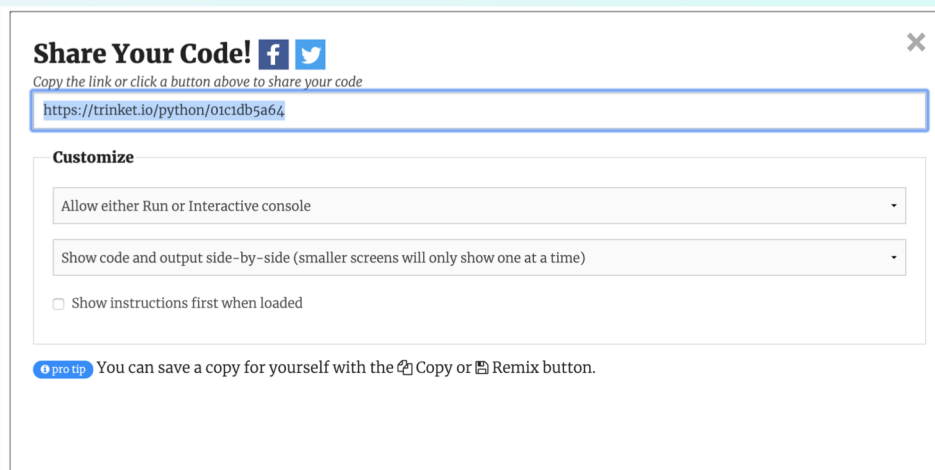 Share Your Code!
Copy the link or click a button above to share your code
https://trinket.io/python/01c1db5a64
Customize
Allow either Run or Interactive console
Show code and output side-by-side (smaller screens will only show one at a time)
Show instructions first when loaded
pro tip You can save a copy for yourself with the Copy or Remix button.